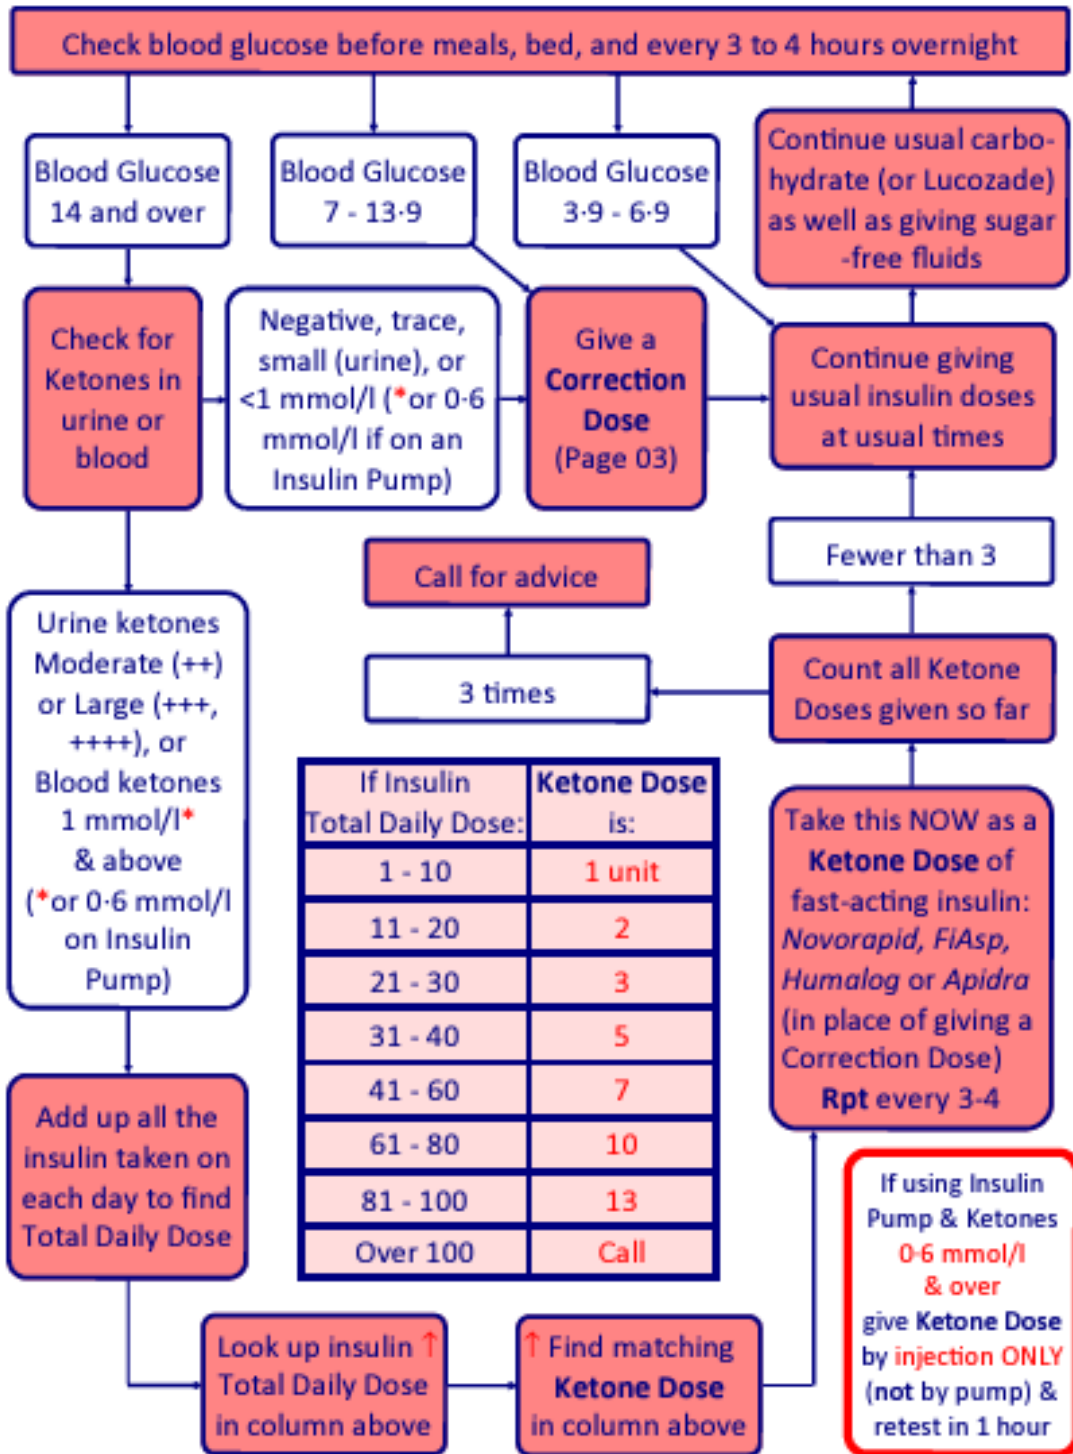 Check blood glucose before meals, bed, and every 3 to 4 hours overnight
Blood Glucose
14 and over
Blood Glucose
7 - 13·9
Blood Glucose
3·9 - 6·9
Continue usual carbo-
hydrate (or Lucozade)
as well as giving sugar
-free fluids
Check for
Ketones in
urine or
blood
Negative, trace,
small (urine), or
<1 mmol/l (*or 0·6
mmol/l if on an
Insulin Pump)
Give a
Correction
Dose
(Page 03)
Continue giving
usual insulin doses
at usual times
Fewer than 3
Call for advice
Urine ketones
Moderate (++)
or Large (+++,
++++), or
Blood ketones
1 mmol/l*
& above
(*or 0·6 mmol/l
on Insulin
Pump)
3 times
Count all Ketone
Doses given so far
If Insulin
Total Daily Dose:
Ketone Dose
is:
1 - 10 1 unit
11 - 20 2
21 - 30 3
31 - 40 5
41 - 60 7
61 - 80 10
81 - 100 13
Over 100 Call
Take this NOW as a
Ketone Dose of
fast-acting insulin:
Novorapid, FiAsp,
Humalog or Apidra
(in place of giving a
Correction Dose)
Rpt every 3-4
Add up all the
insulin taken on
each day to find
Total Daily Dose
Look up insulin ↑
Total Daily Dose
in column above
↑ Find matching
Ketone Dose
in column above
If using Insulin
Pump & Ketones
0·6 mmol/l
& over
give Ketone Dose
by injection ONLY
(not by pump) &
retest in 1 hour